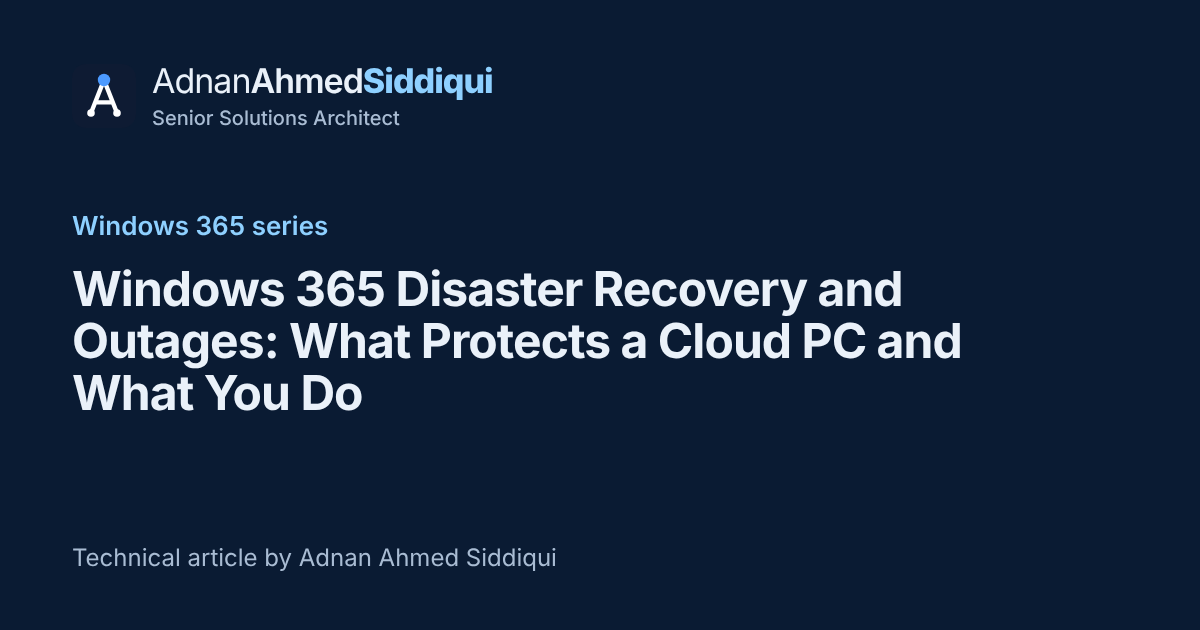 AdnanAhmedSiddiqui
Senior Solutions Architect
Windows 365 series
Windows 365 Disaster Recovery and
Outages: What Protects a Cloud PC and
What You Do
Technical article by Adnan Ahmed Siddiqui